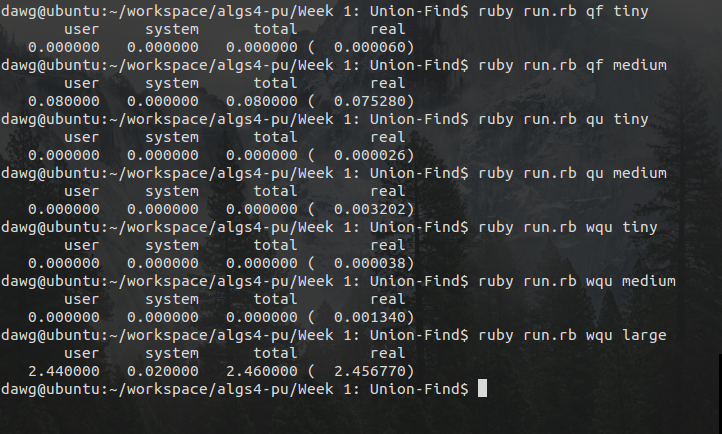 dawg@ubuntu:~/workspace/algs4-pu/Week 1: Union-Find$ ruby run.rb qf tiny
       user     system      total        real
   0.000000   0.000000   0.000000 (  0.000060)
dawg@ubuntu:~/workspace/algs4-pu/Week 1: Union-Find$ ruby run.rb qf medium
       user     system      total        real
   0.080000   0.000000   0.080000 (  0.075280)
dawg@ubuntu:~/workspace/algs4-pu/Week 1: Union-Find$ ruby run.rb qu tiny
       user     system      total        real
   0.000000   0.000000   0.000000 (  0.000026)
dawg@ubuntu:~/workspace/algs4-pu/Week 1: Union-Find$ ruby run.rb qu medium
       user     system      total        real
   0.000000   0.000000   0.000000 (  0.003202)
dawg@ubuntu:~/workspace/algs4-pu/Week 1: Union-Find$ ruby run.rb wqu tiny
       user     system      total        real
   0.000000   0.000000   0.000000 (  0.000038)
dawg@ubuntu:~/workspace/algs4-pu/Week 1: Union-Find$ ruby run.rb wqu medium
       user     system      total        real
   0.000000   0.000000   0.000000 (  0.001340)
dawg@ubuntu:~/workspace/algs4-pu/Week 1: Union-Find$ ruby run.rb wqu large
       user     system      total        real
   2.440000   0.020000   2.460000 (  2.456770)
dawg@ubuntu:~/workspace/algs4-pu/Week 1: Union-Find$